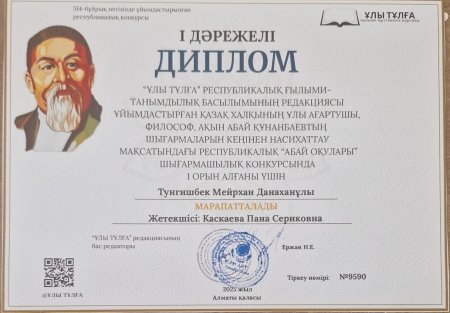 514-бұйрық негізінде ұйымдастырылған
республикалық конкурсы
ҰЛЫ ТҰЛҒА
І ДӘРЕЖЕЛІ
ДИПЛОМ
"ҰЛЫ ТҰЛҒА" РЕСПУБЛИКАЛЫҚ ҒЫЛЫМИ-
ТАНЫМДЫЛЫҚ БАСЫЛЫМЫНЫҢ РЕДАКЦИЯСЫ
ҰЙЫМДАСТЫРҒАН ҚАЗАҚ ХАЛҚЫНЫҢ ҰЛЫ АҒАРТУШЫ,
ФИЛОСОФ, АҚЫН АБАЙ ҚҰНАНБАЕВТЫҢ
ШЫҒАРМАЛАРЫН КЕҢІНЕН НАСИХАТТАУ
МАҚСАТЫНДАҒЫ РЕСПУБЛИКАЛЫҚ "АБАЙ ОҚУЛАРЫ"
ШЫҒАРМАШЫЛЫҚ КОНКУРСЫНДА
І ОРЫН АЛҒАНЫ ҮШІН
Тунгишбек Мейрхан Данаханұлы
МАРАПАТТАЛАДЫ
Жетекшісі: Каскаева Пана Сериковна
"ҰЛЫ ТҰЛҒА" редакциясының
бас редакторы
Ержан Н.Е.
Тіркеу нөмірі: №9590
@ҰЛЫ ТҰЛҒА
2025 жыл
Алматы қаласы